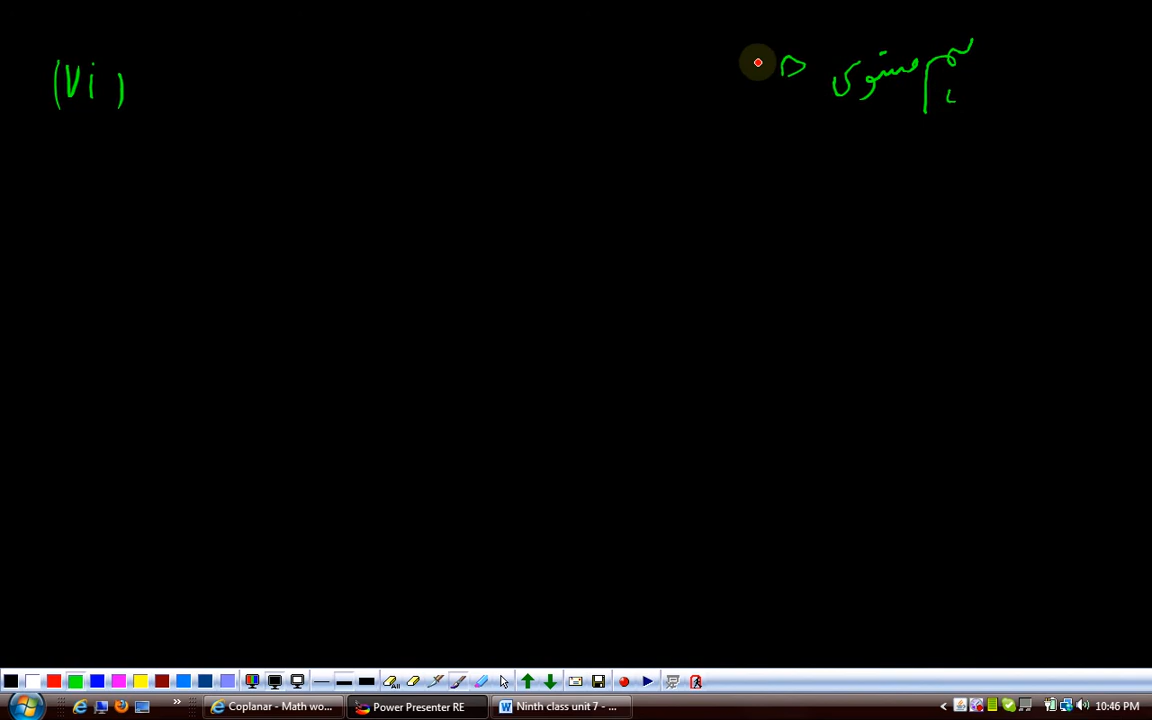 (Vi) ہم مستوی
Coplanar - Math wo...
Power Presenter RE
Ninth class unit 7 - ...
10:46 PM